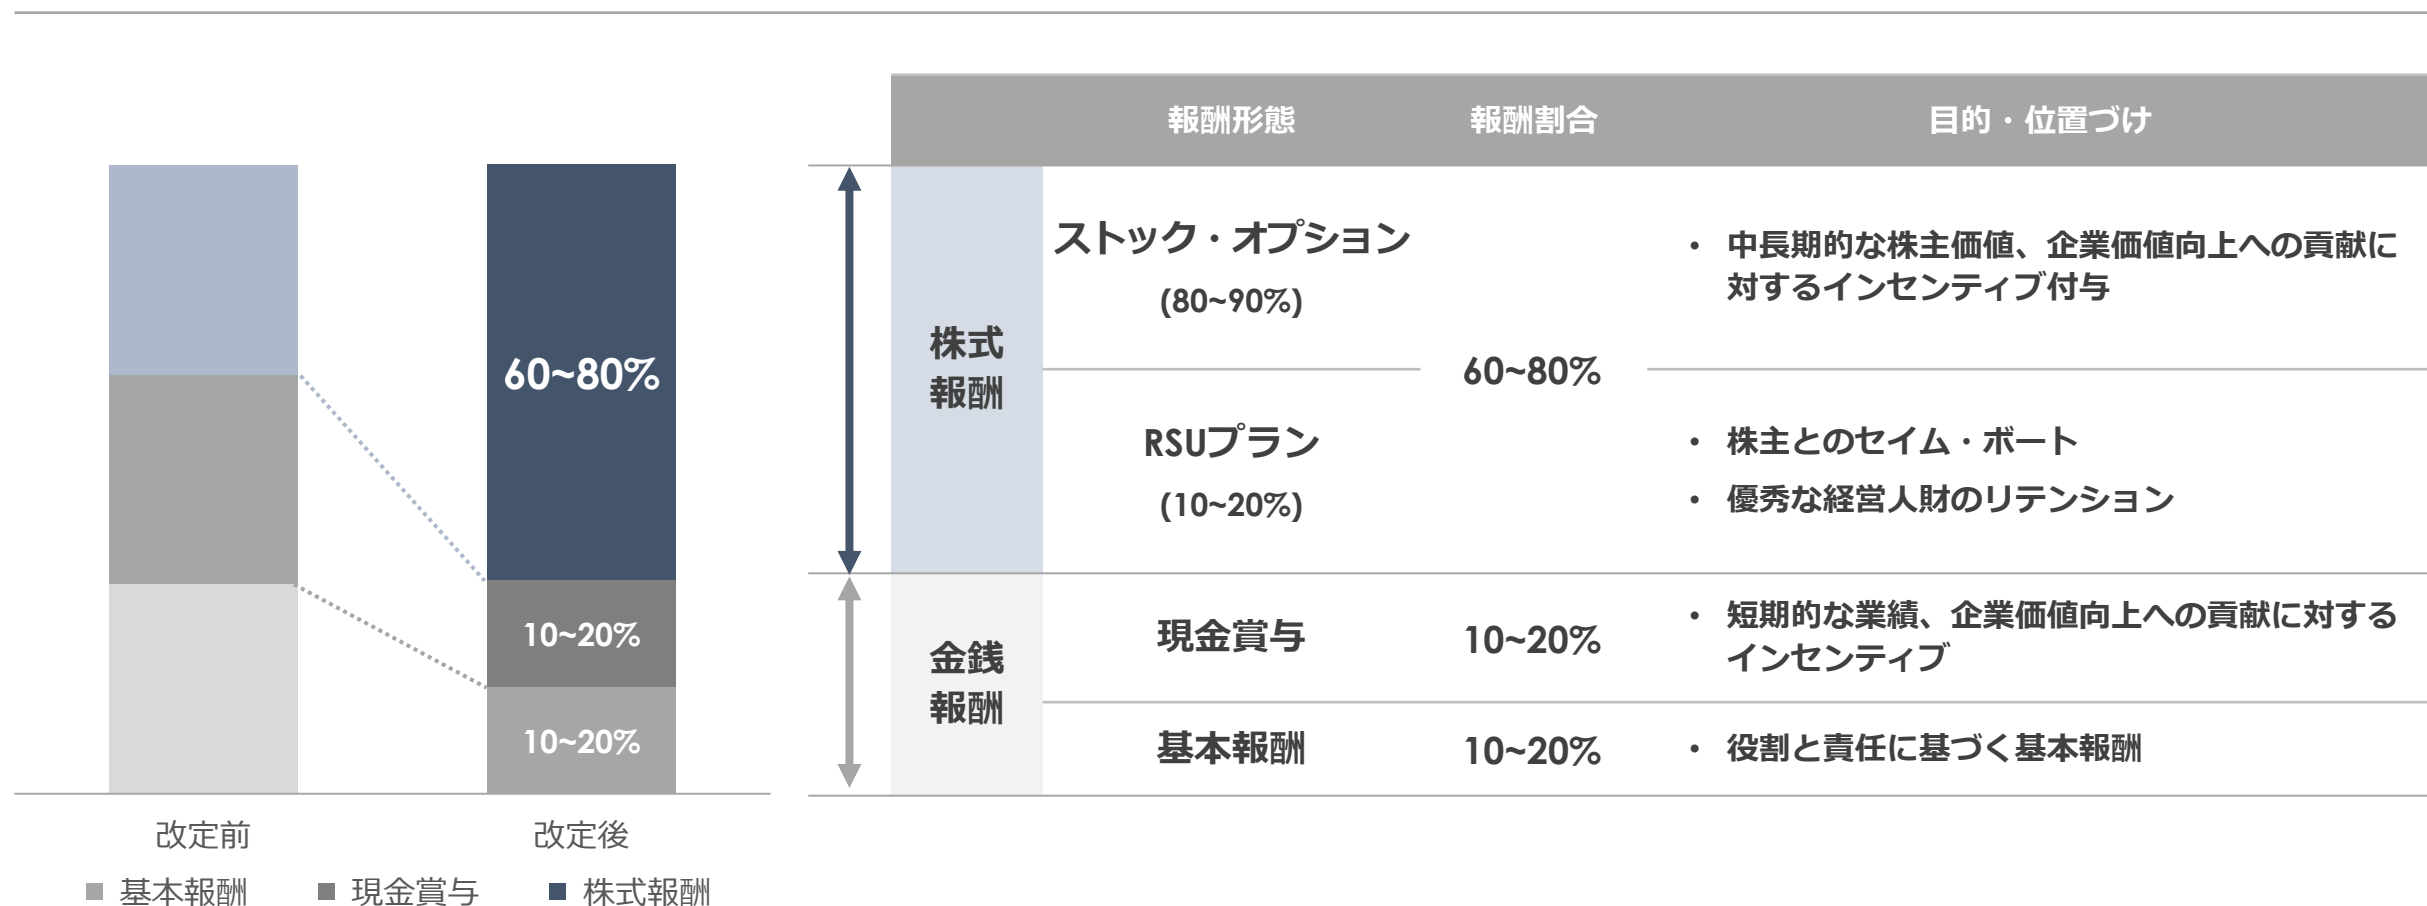 60~80%
10~20%
10~20%
改定前
改定後
基本報酬
現金賞与
株式報酬
報酬形態
報酬割合
目的・位置づけ
株式
報酬
ストック・オプション
(80~90%)
60~80%
・ 中長期的な株主価値、企業価値向上への貢献に
対するインセンティブ付与
RSUプラン
(10~20%)
・ 株主とのセイム・ボート
・ 優秀な経営人財のリテンション
金銭
報酬
現金賞与
10~20%
・ 短期的な業績、企業価値向上への貢献に対する
インセンティブ
基本報酬
10~20%
・ 役割と責任に基づく基本報酬